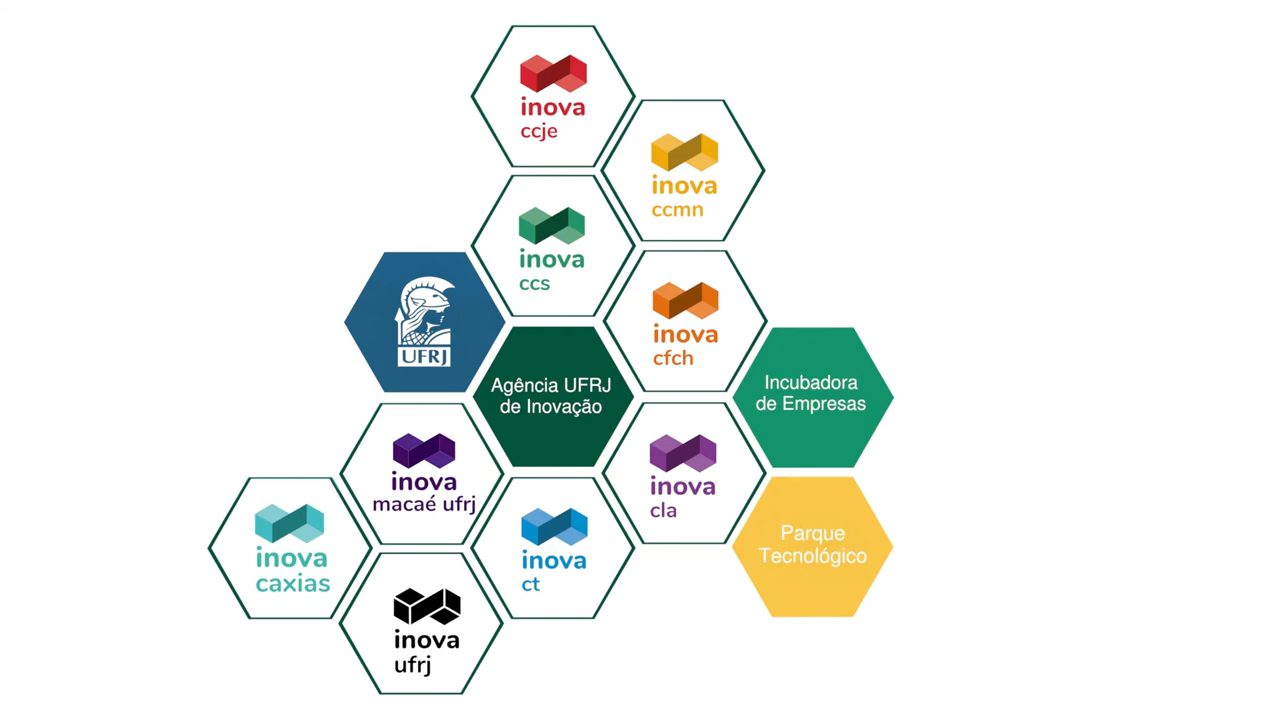 inova
ccje
inova
ccmn
inova
ccs
UFRJ
inova
cfch
Agência UFRJ
de Inovação
Incubadora
de Empresas
inova
macaé ufrj
inova
cla
inova
caxias
inova
ct
Parque
Tecnológico
inova
ufrj